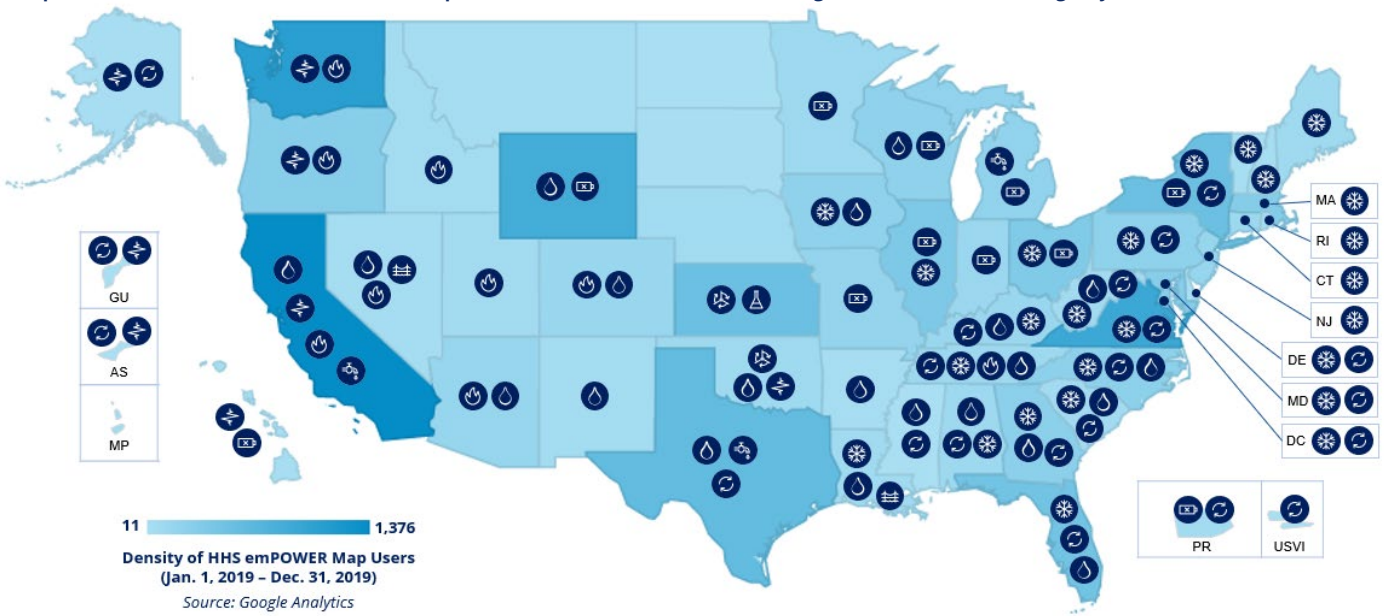 MA
RI
CT
NJ
DE
MD
DC
GU
AS
MP
PR
USVI
11
1,376
Density of HHS emPOWER Map Users
(Jan. 1, 2019 – Dec. 31, 2019)
Source: Google Analytics